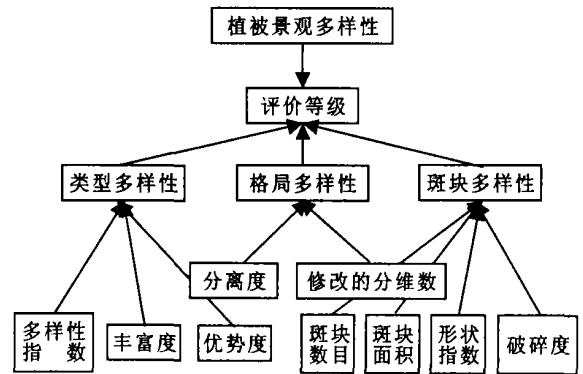 植被景观多样性
评价等级
类型多样性
格局多样性
斑块多样性
分离度
修改的分维数
多样性
指数
丰富度
优势度
斑块
数目
斑块
面积
形状
指数
破碎度